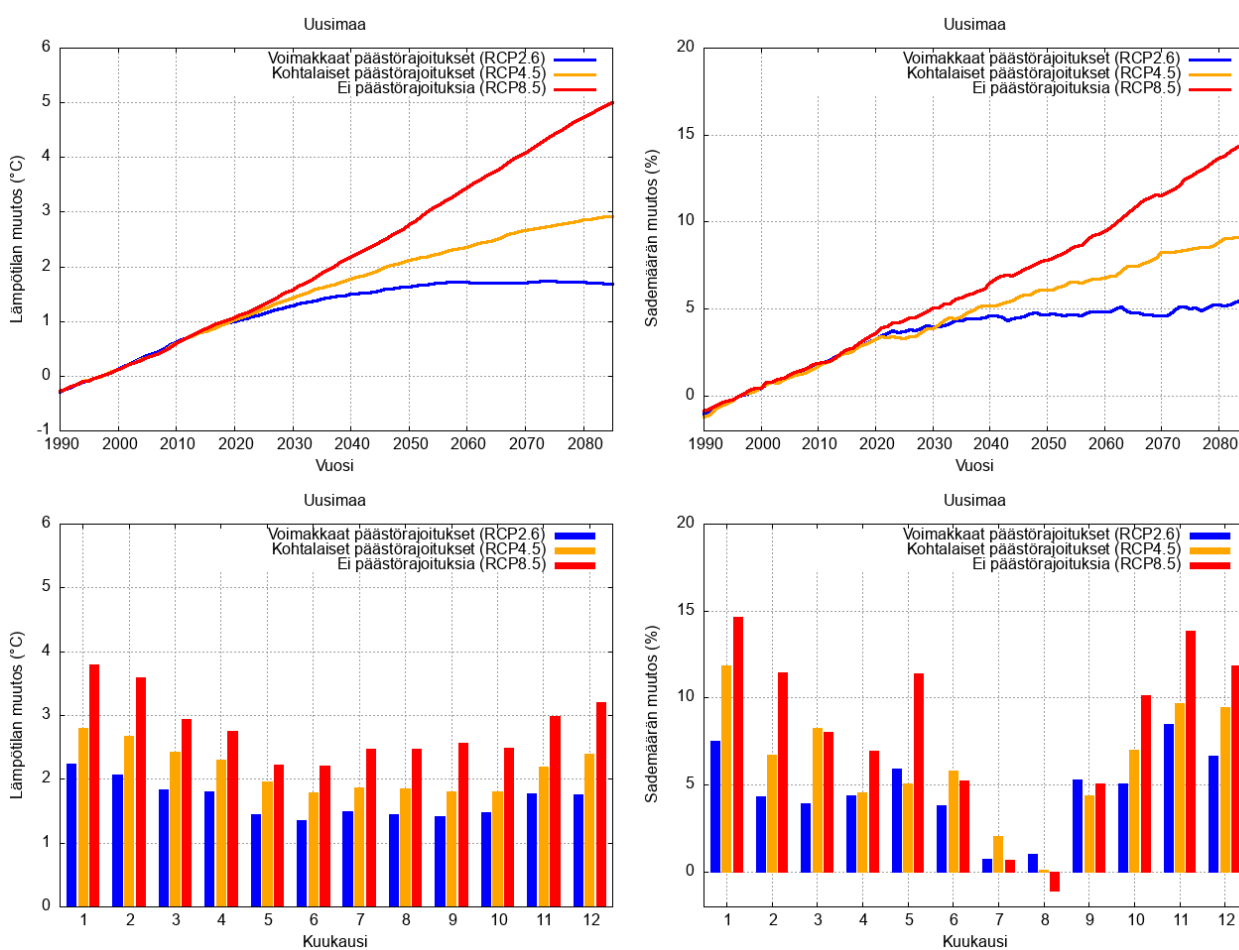 Uusimaa
Voimakkaat päästörajoitukset (RCP2.6)
Kohtalaiset päästörajoitukset (RCP4.5)
Ei päästörajoituksia (RCP8.5)
Lämpötilan muutos (°C)
6
5
4
3
2
1
0
-1
1990 2000 2010 2020 2030 2040 2050 2060 2070 2080
Vuosi
Uusimaa
Voimakkaat päästörajoitukset (RCP2.6)
Kohtalaiset päästörajoitukset (RCP4.5)
Ei päästörajoituksia (RCP8.5)
Sademäärän muutos (%)
20
15
10
5
0
1990 2000 2010 2020 2030 2040 2050 2060 2070 2080
Vuosi
Uusimaa
Voimakkaat päästörajoitukset (RCP2.6)
Kohtalaiset päästörajoitukset (RCP4.5)
Ei päästörajoituksia (RCP8.5)
Lämpötilan muutos (°C)
6
5
4
3
2
1
0
1 2 3 4 5 6 7 8 9 10 11 12
Kuukausi
Uusimaa
Voimakkaat päästörajoitukset (RCP2.6)
Kohtalaiset päästörajoitukset (RCP4.5)
Ei päästörajoituksia (RCP8.5)
Sademäärän muutos (%)
20
15
10
5
0
1 2 3 4 5 6 7 8 9 10 11 12
Kuukausi